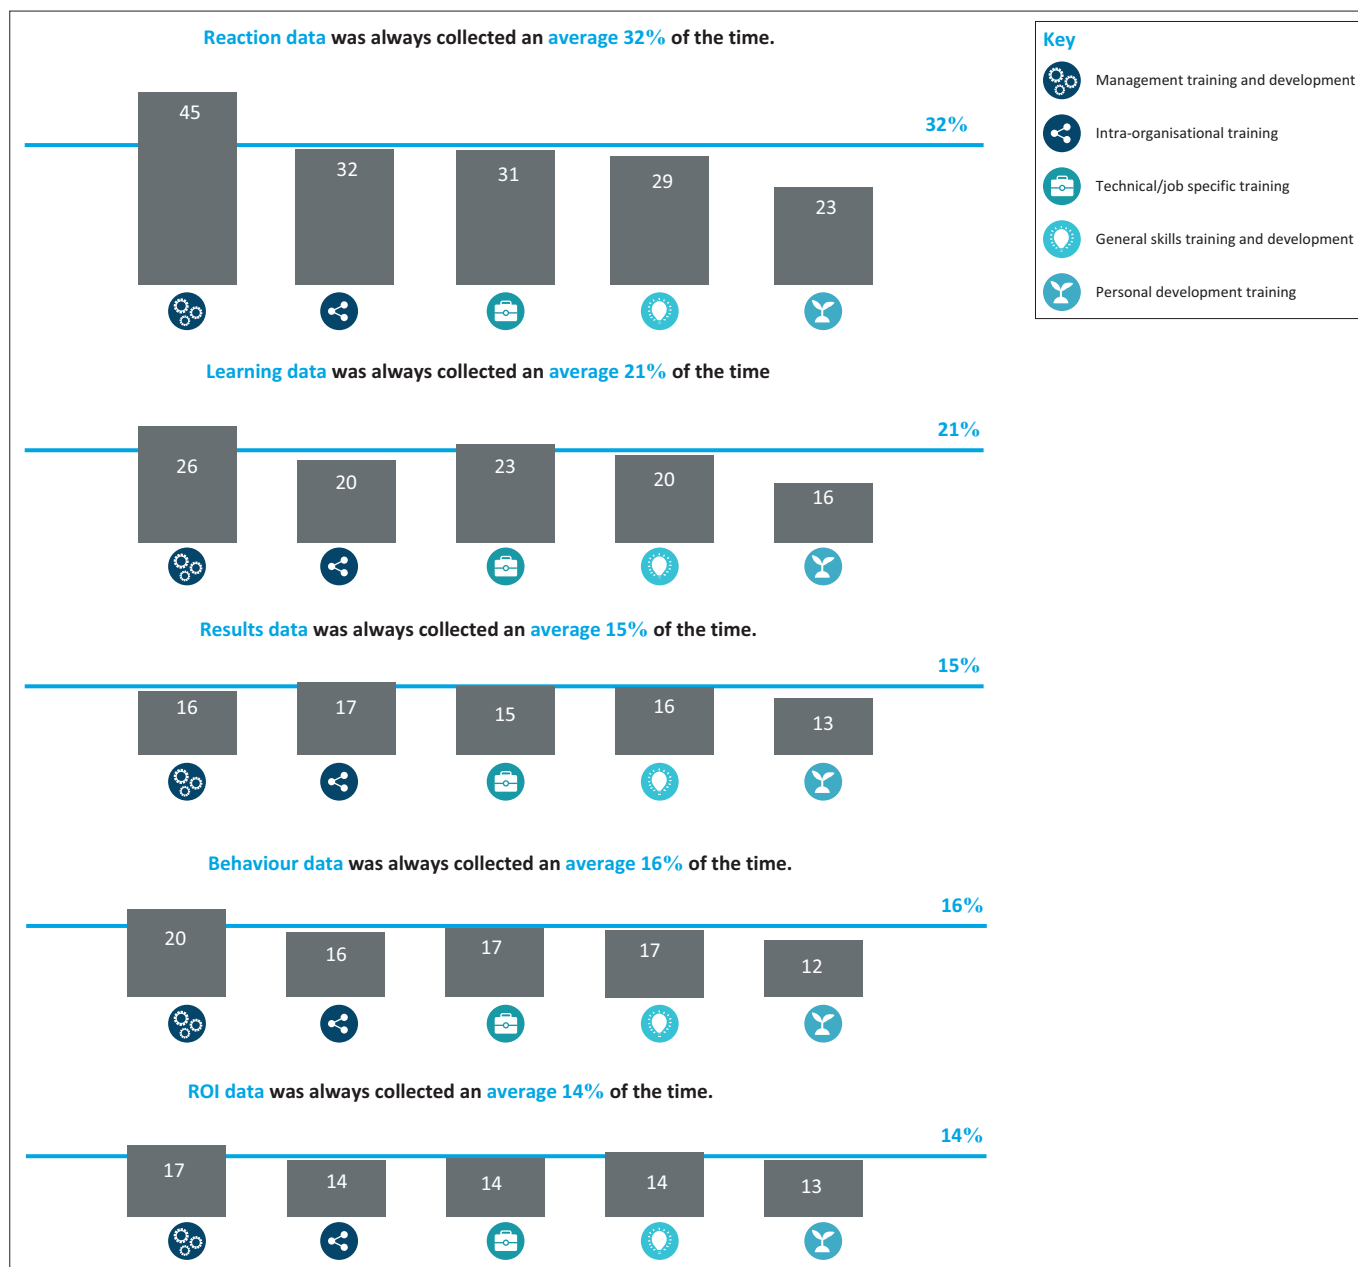 Reaction data was always collected an average 32% of the time.
32%
45
32
31
29
23
Learning data was always collected an average 21% of the time
21%
26
20
23
20
16
Results data was always collected an average 15% of the time.
15%
16
17
15
16
13
Behaviour data was always collected an average 16% of the time.
16%
20
16
17
17
12
ROI data was always collected an average 14% of the time.
14%
17
14
14
14
13
Key
Management training and development
Intra-organisational training
Technical/job specific training
General skills training and development
Personal development training